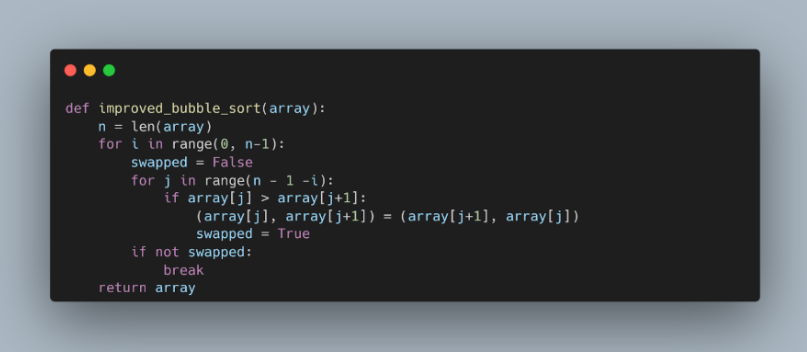 def improved_bubble_sort(array):
    n = len(array)
    for i in range(0, n-1):
        swapped = False
        for j in range(n - 1 -i):
            if array[j] > array[j+1]:
                (array[j], array[j+1]) = (array[j+1], array[j])
                swapped = True
        if not swapped:
            break
    return array